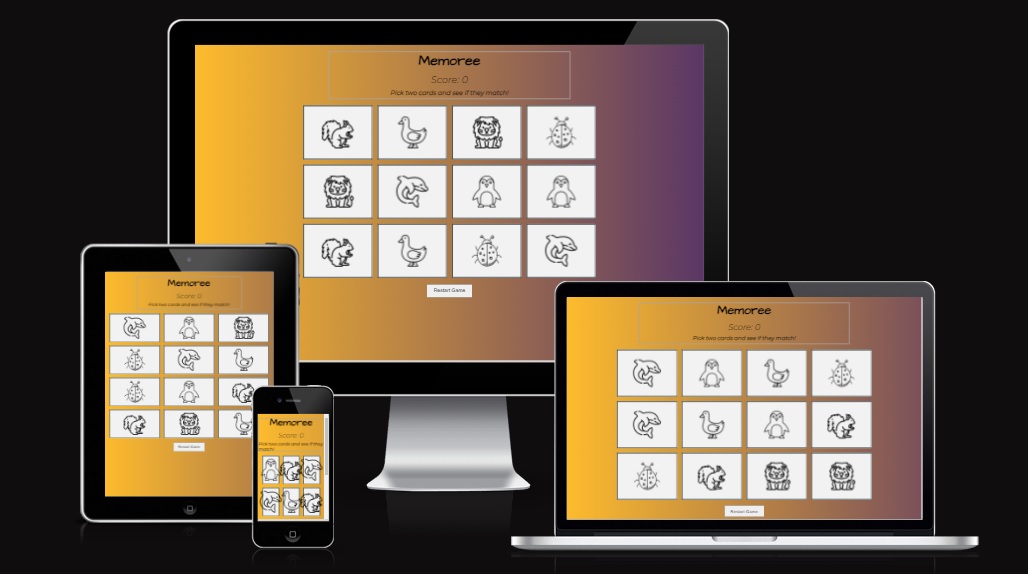 Memoree
Score: 0
Pick two cards and see if they match!
Restart Game
Memoree
Score: 0
Pick two cards and see if they match!
Restart Game
Memoree
Score: 0
Pick two cards and see if they
match!
Memoree
Score: 0
Pick two cards and see if they match!
Restart Game